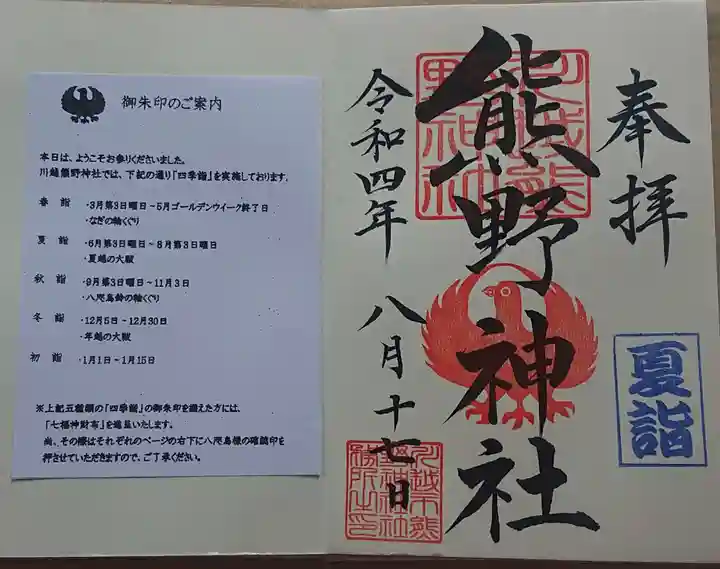 御朱印のご案内
本日は、ようこそお参りくださいました。
川越熊野神社では、下記の通り「四季詣」を実施しております。
春 詣 ・3月第3日曜日~5月ゴールデンウイーク終了日
・なぎの輪くぐり
夏 詣 ・6月第3日曜日~8月第3日曜日
・夏越の大祓
秋 詣 ・9月第3日曜日~11月3日
・八咫烏鈴の輪くぐり
冬 詣 ・12月5日~12月30日
・年越の大祓
初 詣 ・1月1日~1月15日
※上記五種類の「四季詣」の御朱印を揃えた方には、
「七福神財布」を進呈いたします。
尚、その際はそれぞれのページの右下に八咫烏様の確認印を
押させていただきますので、ご了承ください。
奉拝
夏詣
熊野神社
川越熊野神社
令和四年 八月十七日